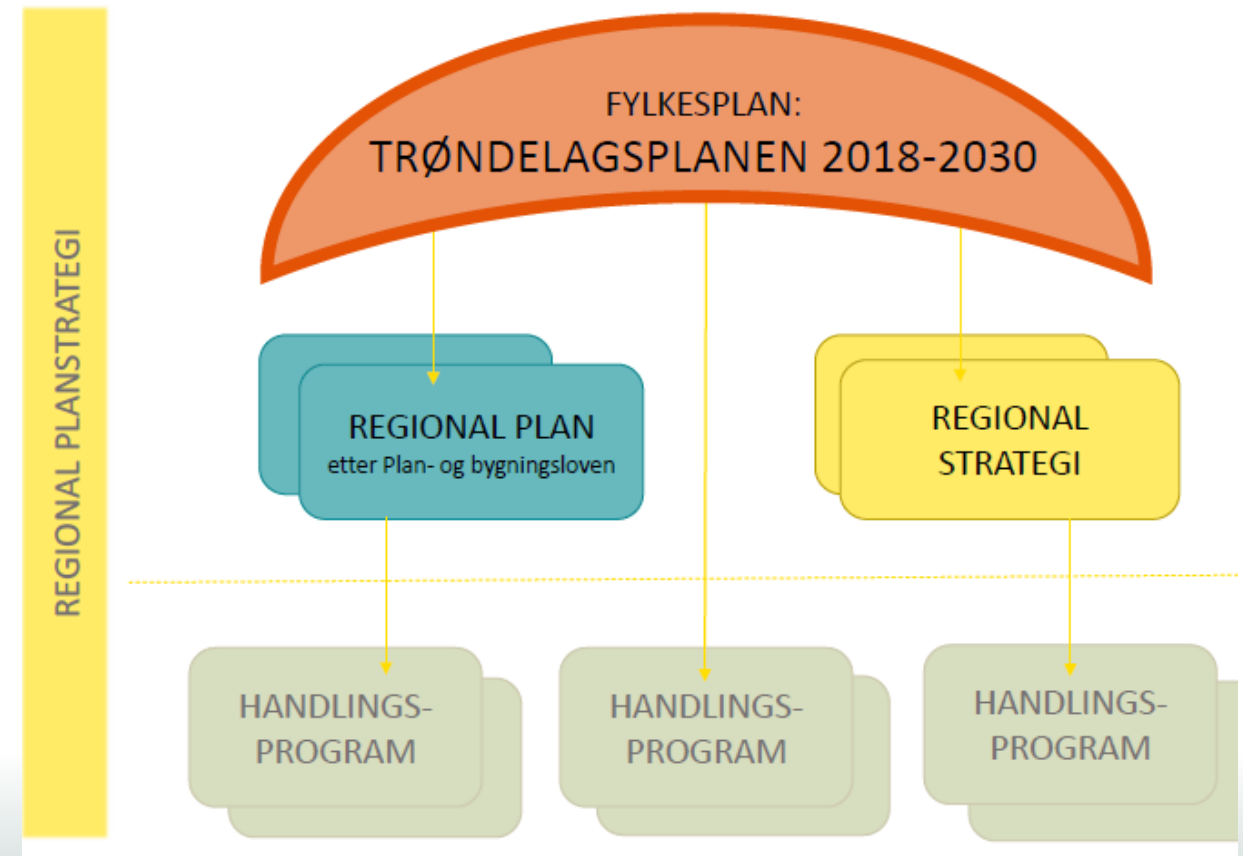 REGIONAL PLANSTRATEGI
FYLKESPLAN:
TRØNDELAGSPLANEN 2018-2030
REGIONAL PLAN
etter Plan- og bygningsloven
REGIONAL
STRATEGI
HANDLINGS-
PROGRAM
HANDLINGS-
PROGRAM
HANDLINGS-
PROGRAM